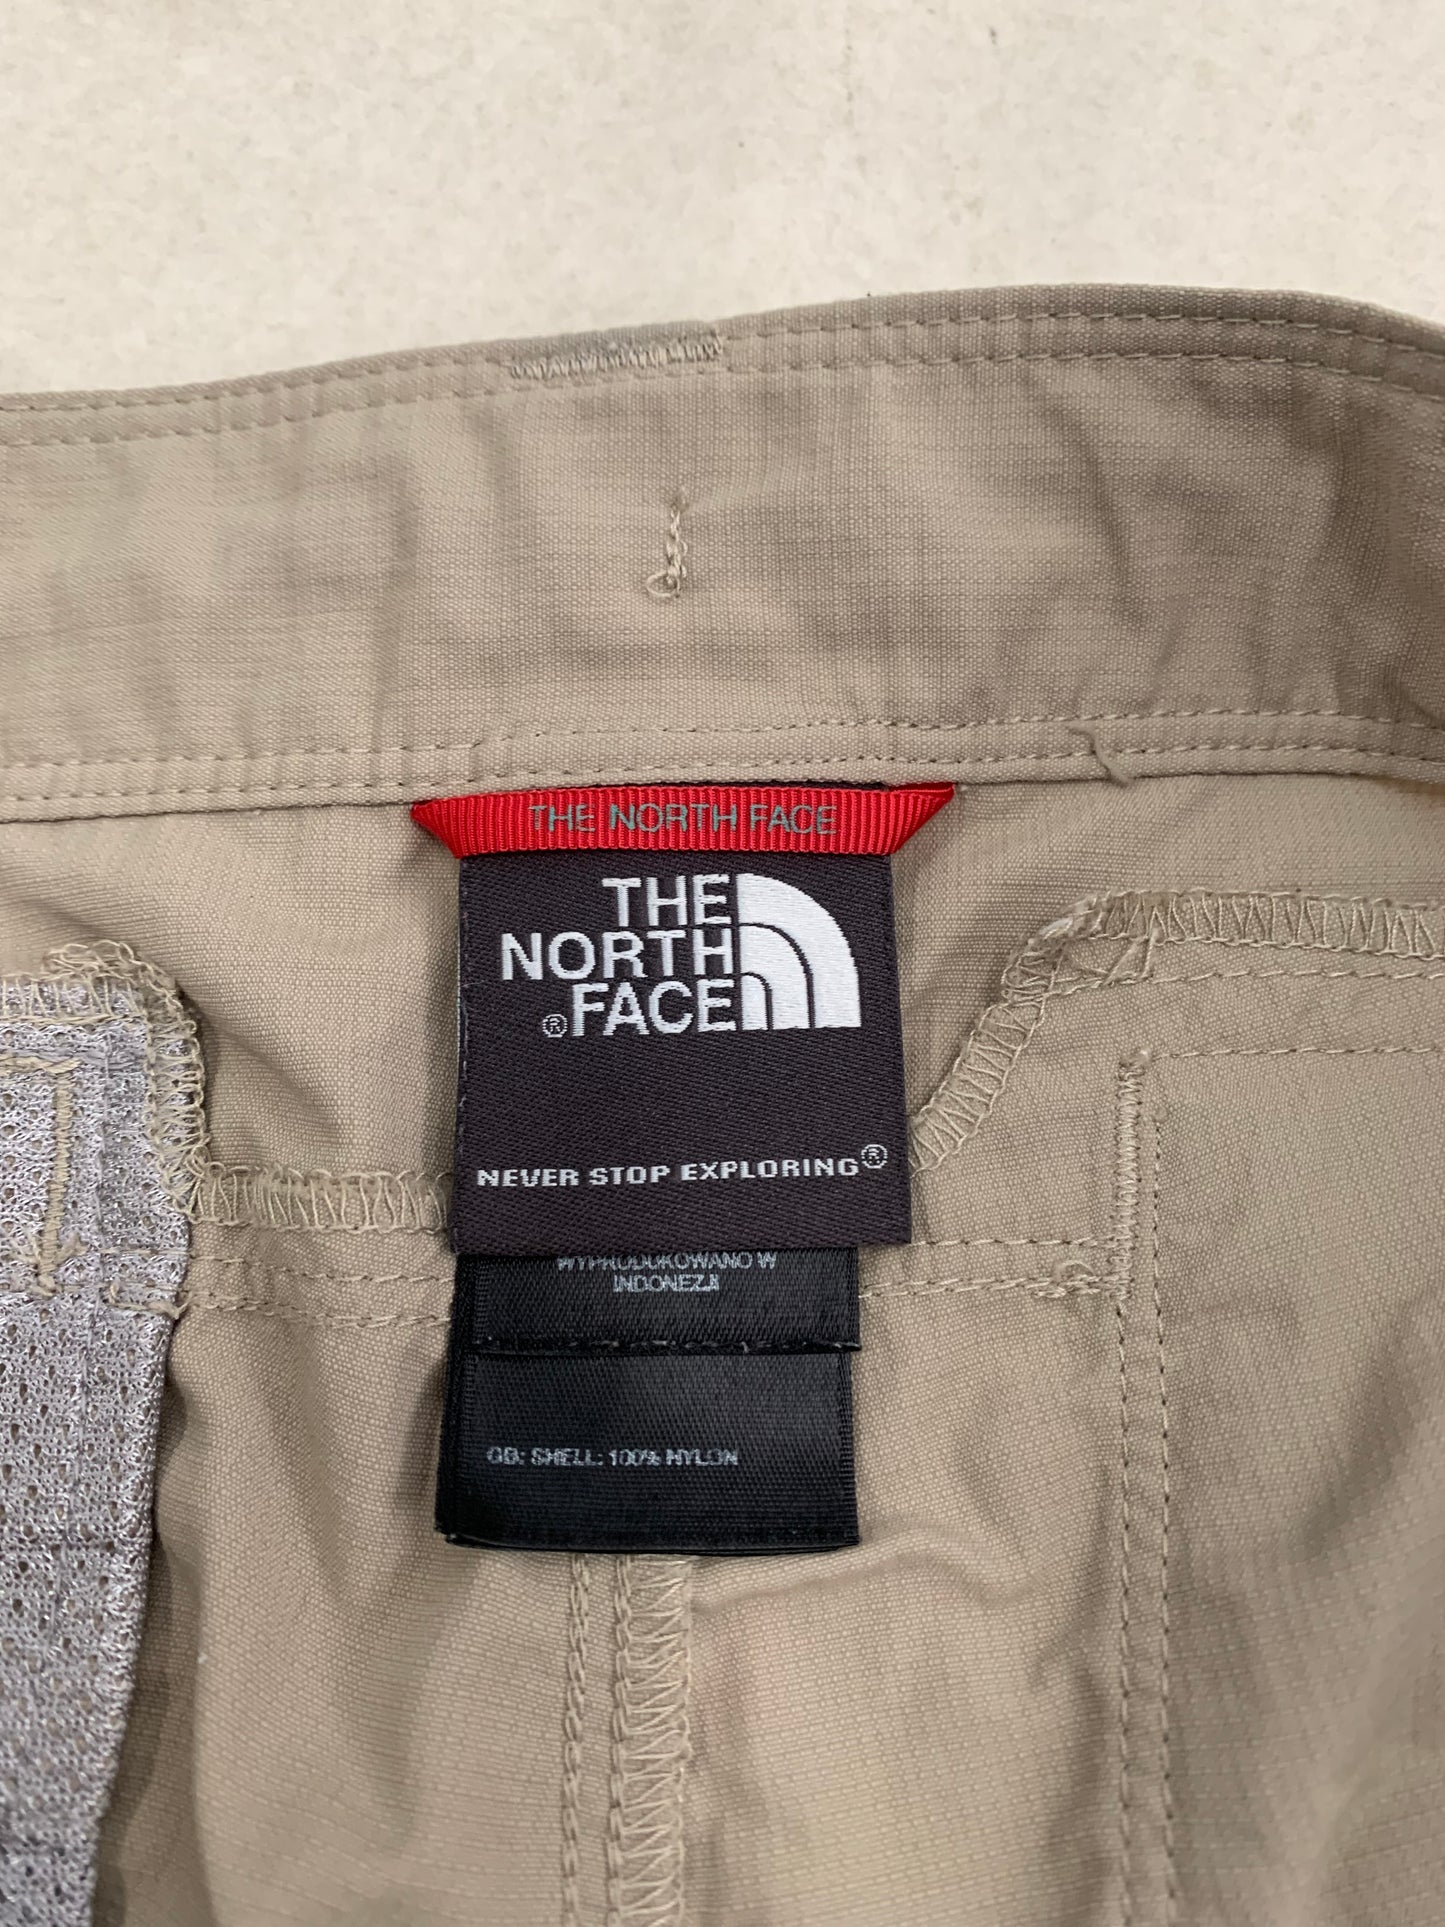 THE NORTH FACE
THE
NORTH
® FACE
NEVER STOP EXPLORING®
WYPRODUKOWANO W
INDONEZJI
GB: SHELL: 100% NYLON